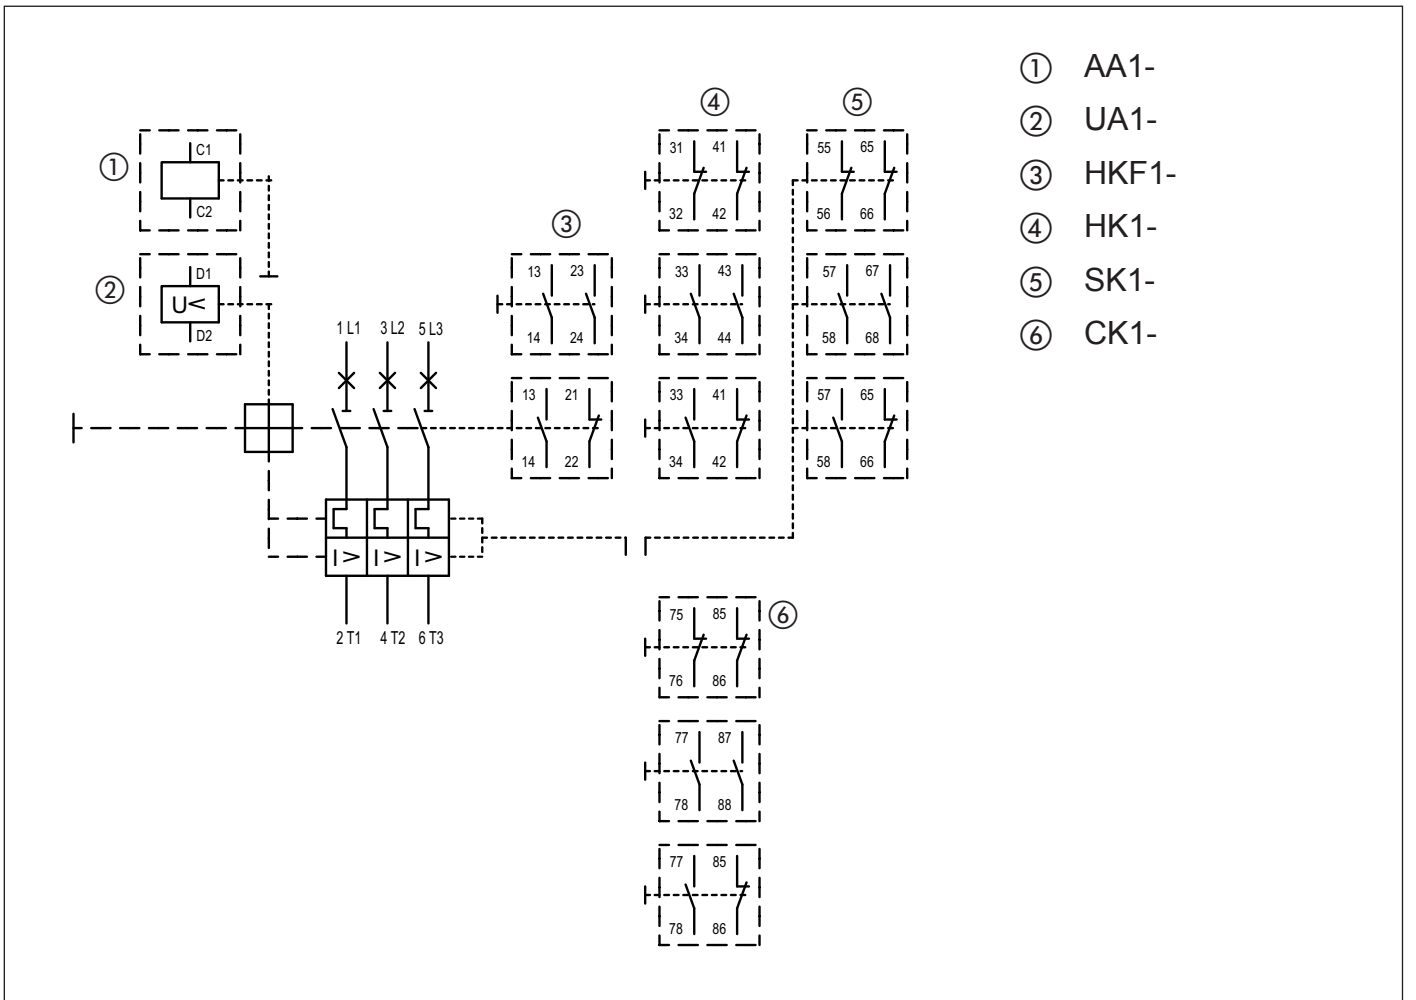 ① AA1-
② UA1-
③ HKF1-
④ HK1-
⑤ SK1-
⑥ CK1-
①
C1
C2
②
D1
U<
D2
1 L1 3 L2 5 L3
I > I > I >
2 T1 4 T2 6 T3
③
13 23
14 24
13 21
14 22
④
31 41
32 42
33 43
34 44
33 41
34 42
⑤
55 65
56 66
57 67
58 68
57 65
58 66
⑥
75 85
76 86
77 87
78 88
77 85
78 86